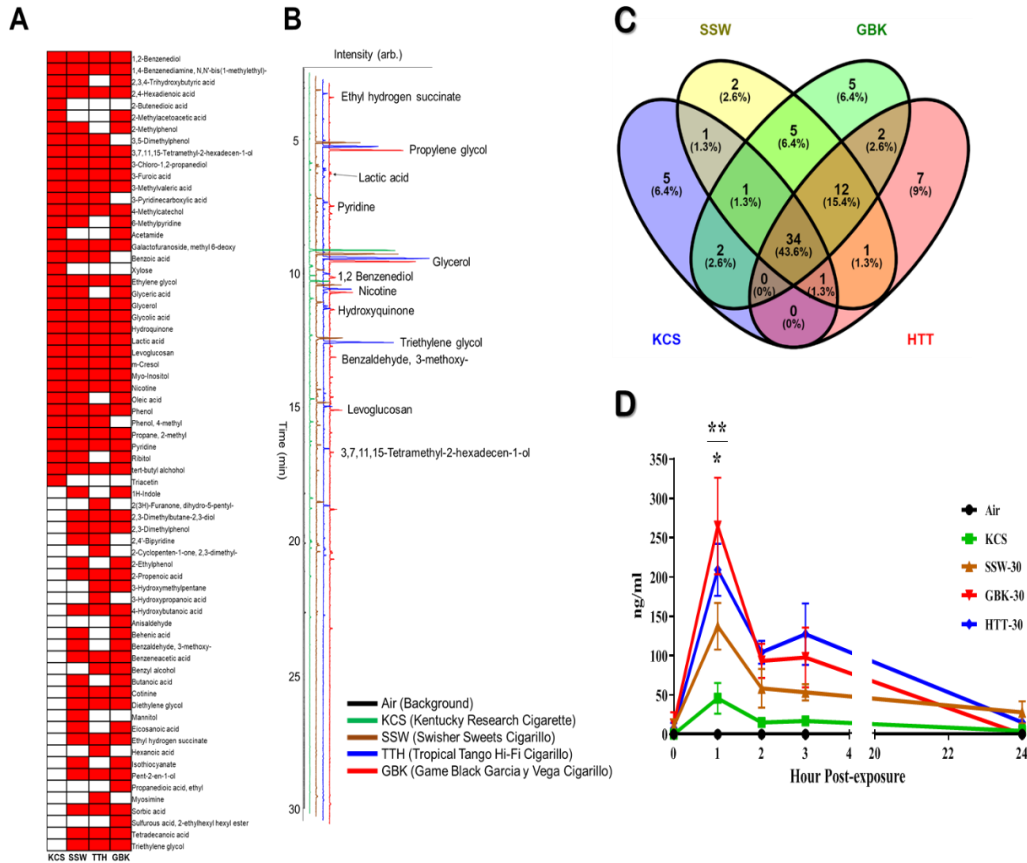 A
1,2-Benzenediol
1,4-Benzenediamine, N,N'-bis(1-methylethyl)-
2,3,4-Trihydroxybutyric acid
2,4-Hexadienoic acid
2-Butenedioic acid
2-Methylacetoacetic acid
2-Methylphenol
3,5-Dimethylphenol
3,7,11,15-Tetramethyl-2-hexadecen-1-ol
3-Chloro-1,2-propanediol
3-Furoic acid
3-Methylvaleric acid
3-Pyridinecarboxylic acid
4-Methylcatechol
6-Methylpyridine
Acetamide
Galactofuranoside, methyl 6-deoxy
Benzoic acid
Xylose
Ethylene glycol
Glyceric acid
Glycerol
Glycolic acid
Hydroquinone
Lactic acid
Levoglucosan
m-Cresol
Myo-Inositol
Nicotine
Oleic acid
Phenol
Phenol, 4-methyl
Propane, 2-methyl
Pyridine
Ribitol
tert-butyl alchohol
Triacetin
1H-Indole
2(3H)-Furanone, dihydro-5-pentyl-
2,3-Dimethylbutane-2,3-diol
2,3-Dimethylphenol
2,4'-Bipyridine
2-Cyclopenten-1-one, 2,3-dimethyl-
2-Ethylphenol
2-Propenoic acid
3-Hydroxymethylpentane
3-Hydroxypropanoic acid
4-Hydroxybutanoic acid
Anisaldehyde
Behenic acid
Benzaldehyde, 3-methoxy-
Benzeneacetic acid
Benzyl alcohol
Butanoic acid
Cotinine
Diethylene glycol
Mannitol
Eicosanoic acid
Ethyl hydrogen succinate
Hexanoic acid
Isothiocyanate
Pent-2-en-1-ol
Propanedioic acid, ethyl
Myosimine
Sorbic acid
Sulfurous acid, 2-ethylhexyl hexyl ester
Tetradecanoic acid
Triethylene glycol
KCS SSW TTH GBK
B
Intensity (arb.)
Ethyl hydrogen succinate
5
Propylene glycol
Lactic acid
Pyridine
Glycerol
10
1,2 Benzenediol
Nicotine
Hydroxyquinone
Triethylene glycol
Benzaldehyde, 3-methoxy-
15
Levoglucosan
Time (min)
3,7,11,15-Tetramethyl-2-hexadecen-1-ol
20
25
Air (Background)
KCS (Kentucky Research Cigarette)
SSW (Swisher Sweets Cigarillo)
TTH (Tropical Tango Hi-Fi Cigarillo)
GBK (Game Black Garcia y Vega Cigarillo)
30
C
SSW GBK
2
(2.6%)
5
(6.4%)
1
(1.3%)
5
(6.4%)
2
(2.6%)
5
(6.4%)
1
(1.3%)
12
(15.4%)
7
(9%)
34
(43.6%)
2
(2.6%)
1
(1.3%)
0
(0%)
1
(1.3%
0
(0%)
KCS HTT
D
**
*
350
300
250
200
150
100
50
0
ng/ml
Air
KCS
SSW-30
GBK-30
HTT-30
0 1 2 3 4 20 22 24
Hour Post-exposure